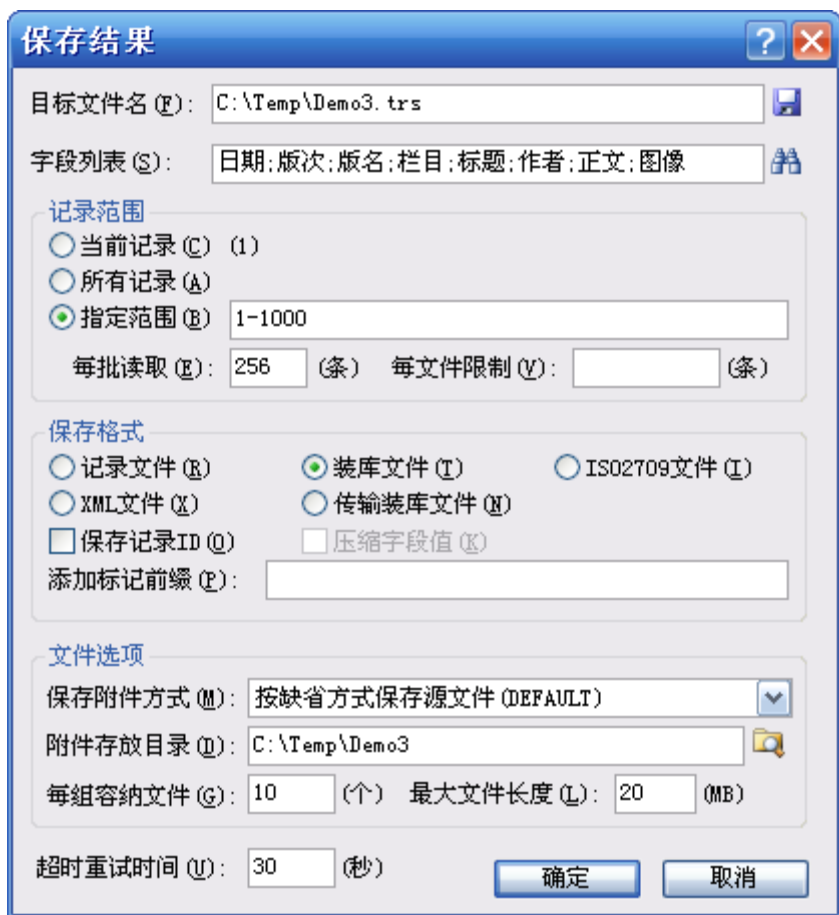 保存结果
目标文件名(F): C:\Temp\Demo3.trs
字段列表(S): 日期;版次;版名;栏目;标题;作者;正文;图像
记录范围
当前记录(C) (1)
所有记录(A)
指定范围(B) 1-1000
每批读取(E): 256 (条) 每文件限制(V): (条)
保存格式
记录文件(R) 装库文件(T) ISO2709文件(I)
XML文件(X) 传输装库文件(N)
保存记录ID(O) 压缩字段值(K)
添加标记前缀(P):
文件选项
保存附件方式(M): 按缺省方式保存源文件(DEFAULT)
附件存放目录(D): C:\Temp\Demo3
每组容纳文件(G): 10 (个) 最大文件长度(L): 20 (MB)
超时重试时间(U): 30 (秒) 确定 取消